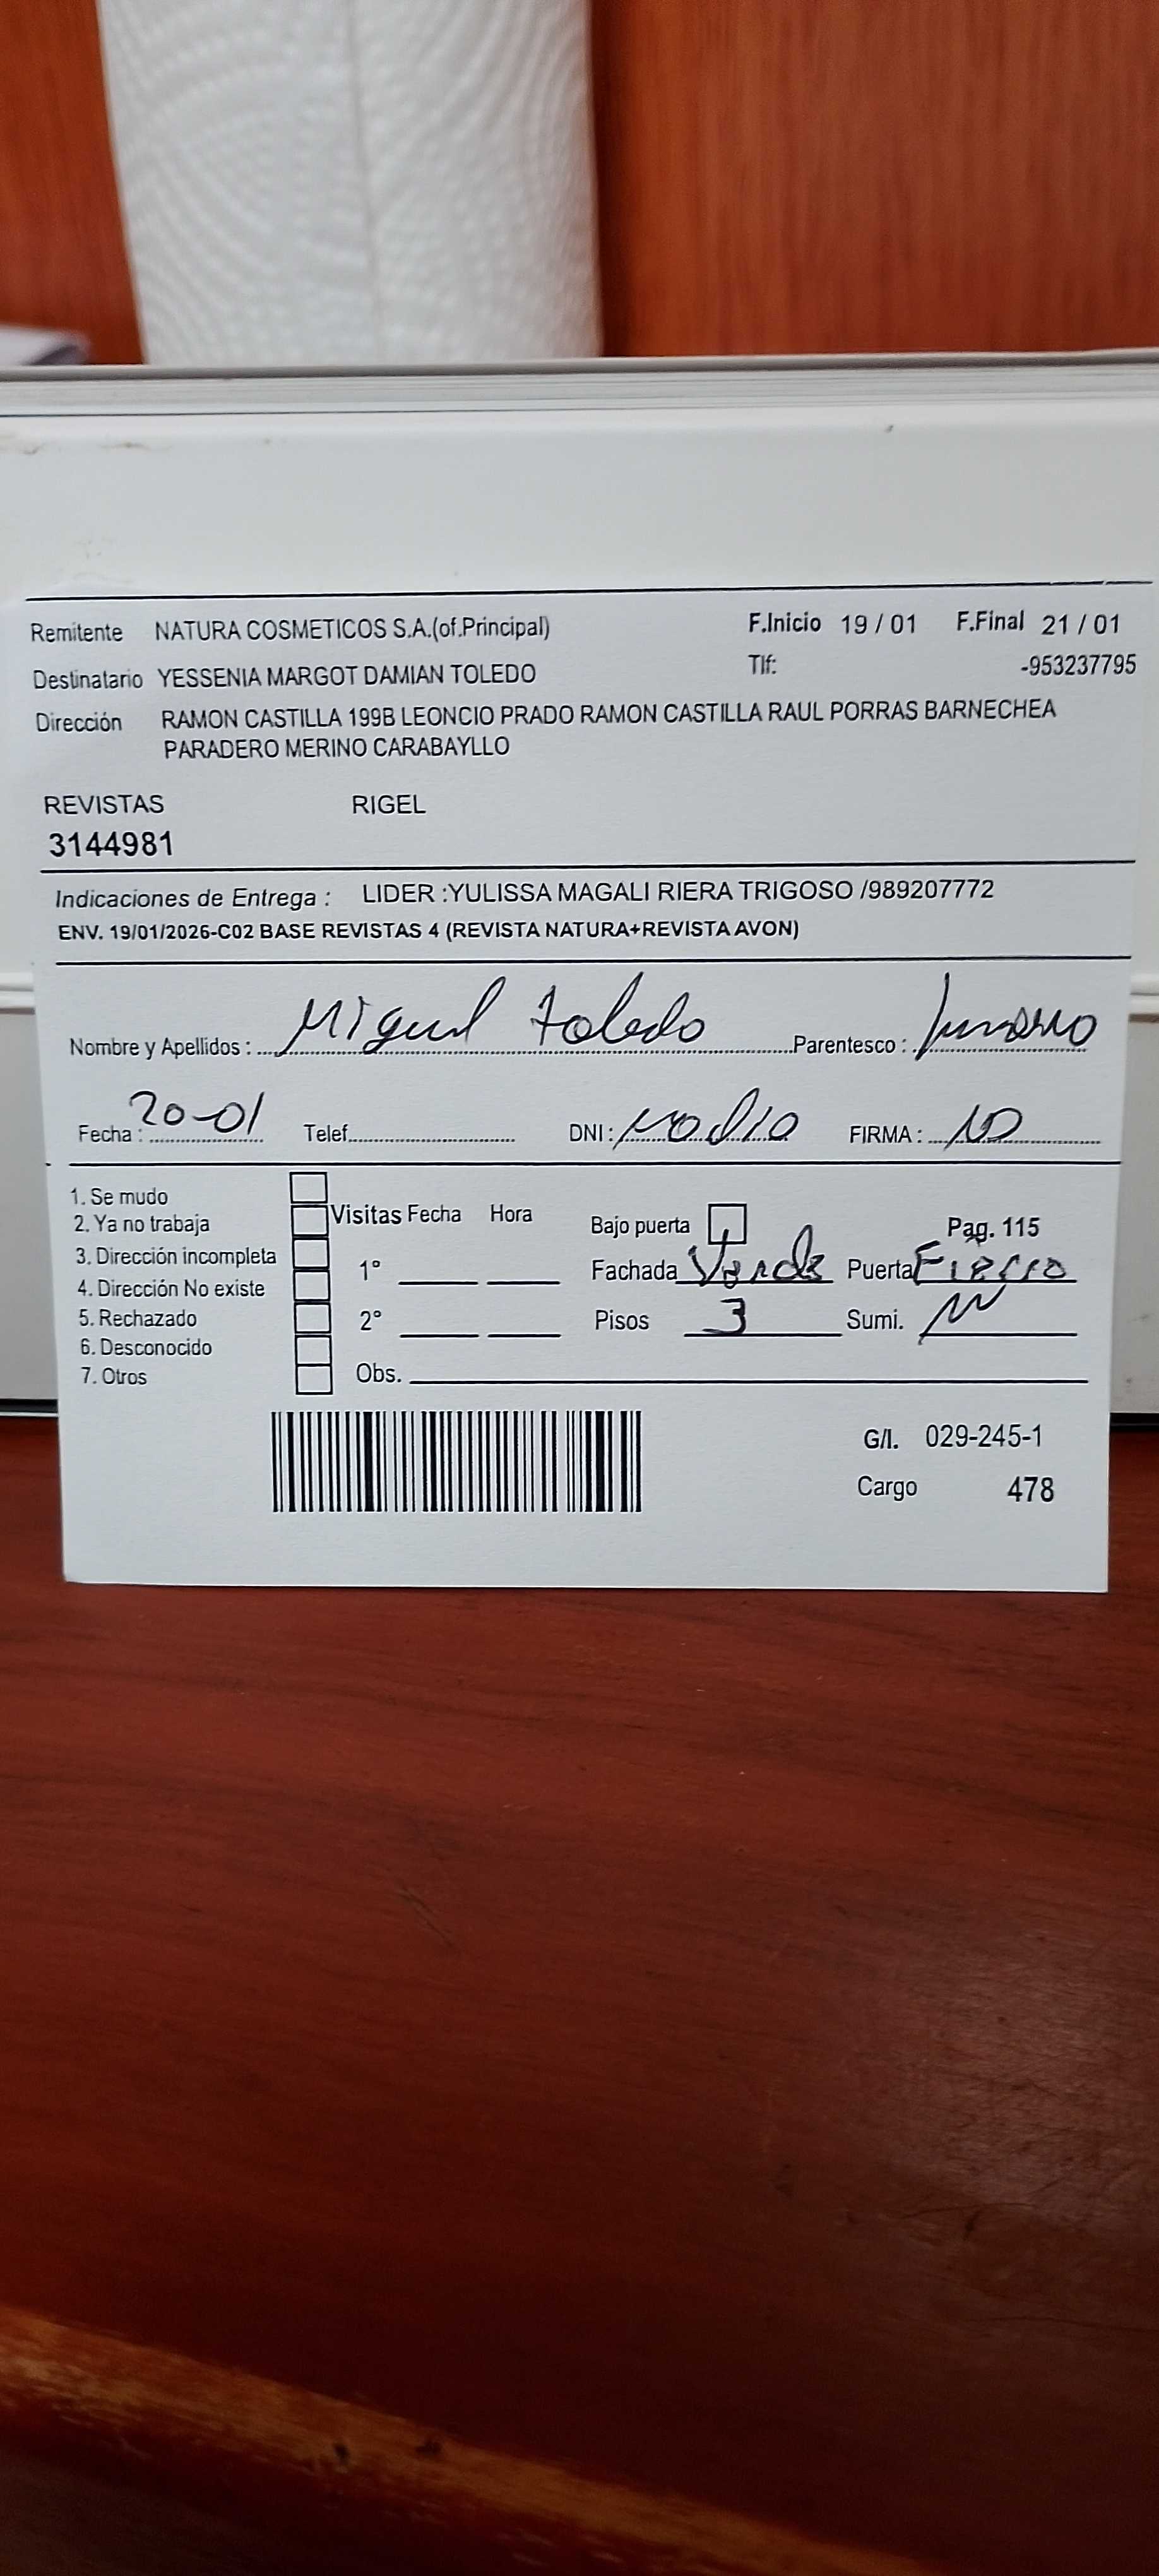 Remitente NATURA COSMETICOS S.A.(of.Principal) F.Inicio 19 / 01 F.Final 21 / 01
Destinatario YESSENIA MARGOT DAMIAN TOLEDO Tlf: -953237795
Dirección RAMON CASTILLA 199B LEONCIO PRADO RAMON CASTILLA RAUL PORRAS BARNECHEA
PARADERO MERINO CARABAYLLO
REVISTAS RIGEL
3144981
Indicaciones de Entrega : LIDER :YULISSA MAGALI RIERA TRIGOSO /989207772
ENV. 19/01/2026-C02 BASE REVISTAS 4 (REVISTA NATURA+REVISTA AVON)
Nombre y Apellidos : Miguel Toledo Parentesco :
Fecha : 20-01 Telef. DNI : FIRMA :
1. Se mudo
2. Ya no trabaja Visitas Fecha Hora Bajo puerta Pag. 115
3. Dirección incompleta 1° Fachada Verde Puerta Fierro
4. Dirección No existe
5. Rechazado 2° Pisos 3 Sumi.
6. Desconocido
7. Otros Obs.
G/I. 029-245-1
Cargo 478